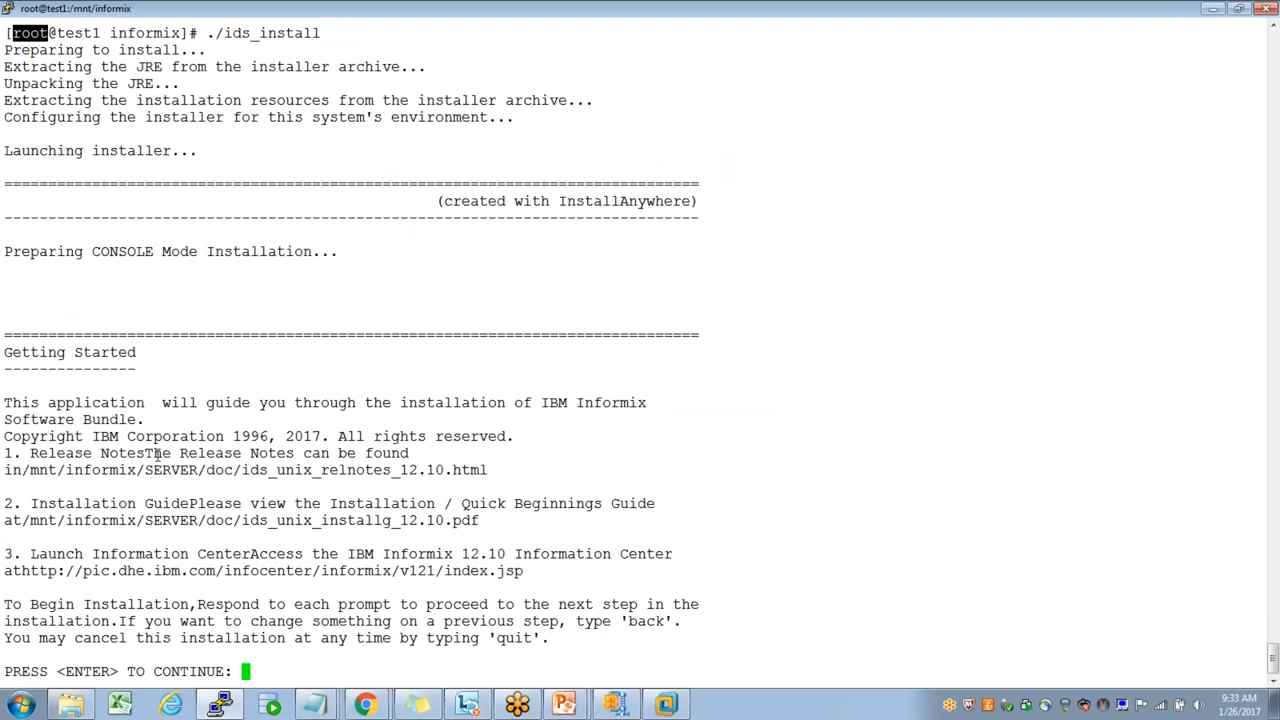 root@test1:/mnt/informix
[root@test1 informix]# ./ids_install
Preparing to install...
Extracting the JRE from the installer archive...
Unpacking the JRE...
Extracting the installation resources from the installer archive...
Configuring the installer for this system's environment...
Launching installer...
===============================================================================
(created with InstallAnywhere)
-------------------------------------------------------------------------------
Preparing CONSOLE Mode Installation...
===============================================================================
Getting Started
---------------
This application  will guide you through the installation of IBM Informix
Software Bundle.
Copyright IBM Corporation 1996, 2017. All rights reserved.
1. Release NotesThe Release Notes can be found
in/mnt/informix/SERVER/doc/ids_unix_relnotes_12.10.html
2. Installation GuidePlease view the Installation / Quick Beginnings Guide
at/mnt/informix/SERVER/doc/ids_unix_installg_12.10.pdf
3. Launch Information CenterAccess the IBM Informix 12.10 Information Center
athttp://pic.dhe.ibm.com/infocenter/informix/v121/index.jsp
To Begin Installation,Respond to each prompt to proceed to the next step in the
installation.If you want to change something on a previous step, type 'back'.
You may cancel this installation at any time by typing 'quit'.
PRESS <ENTER> TO CONTINUE:
9:33 AM
1/26/2017